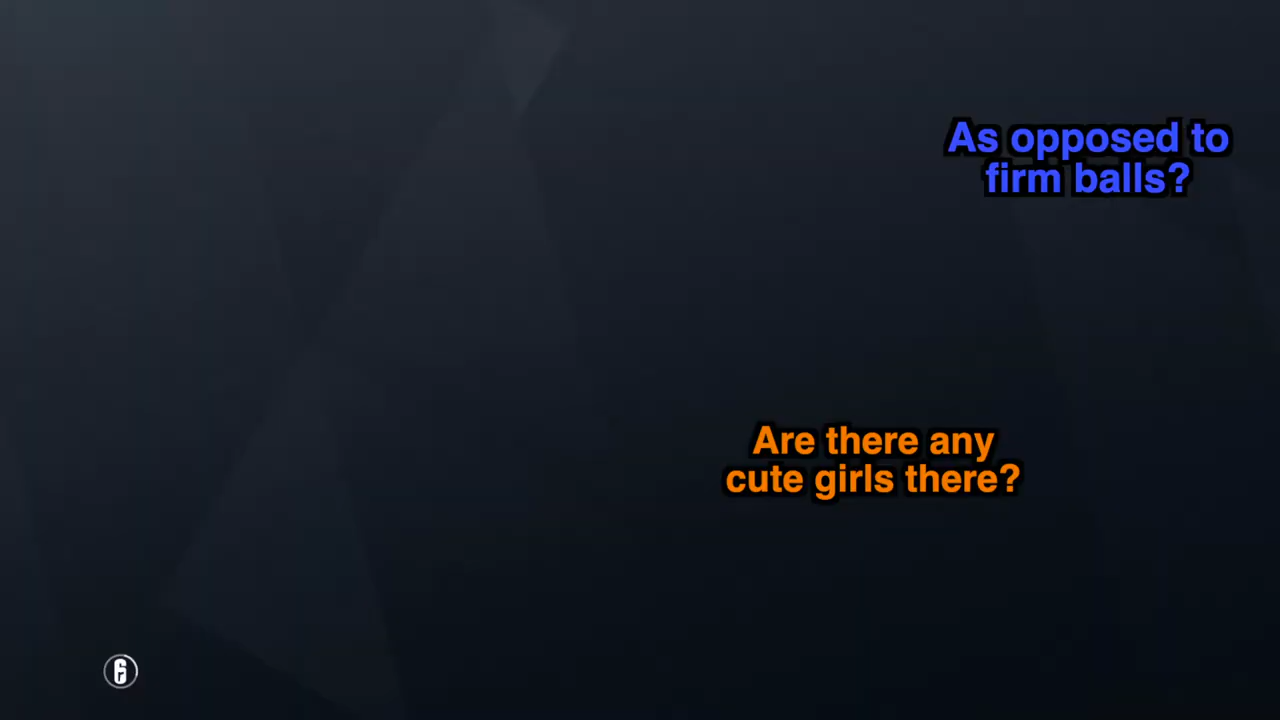 As opposed to
firm balls?
Are there any
cute girls there?